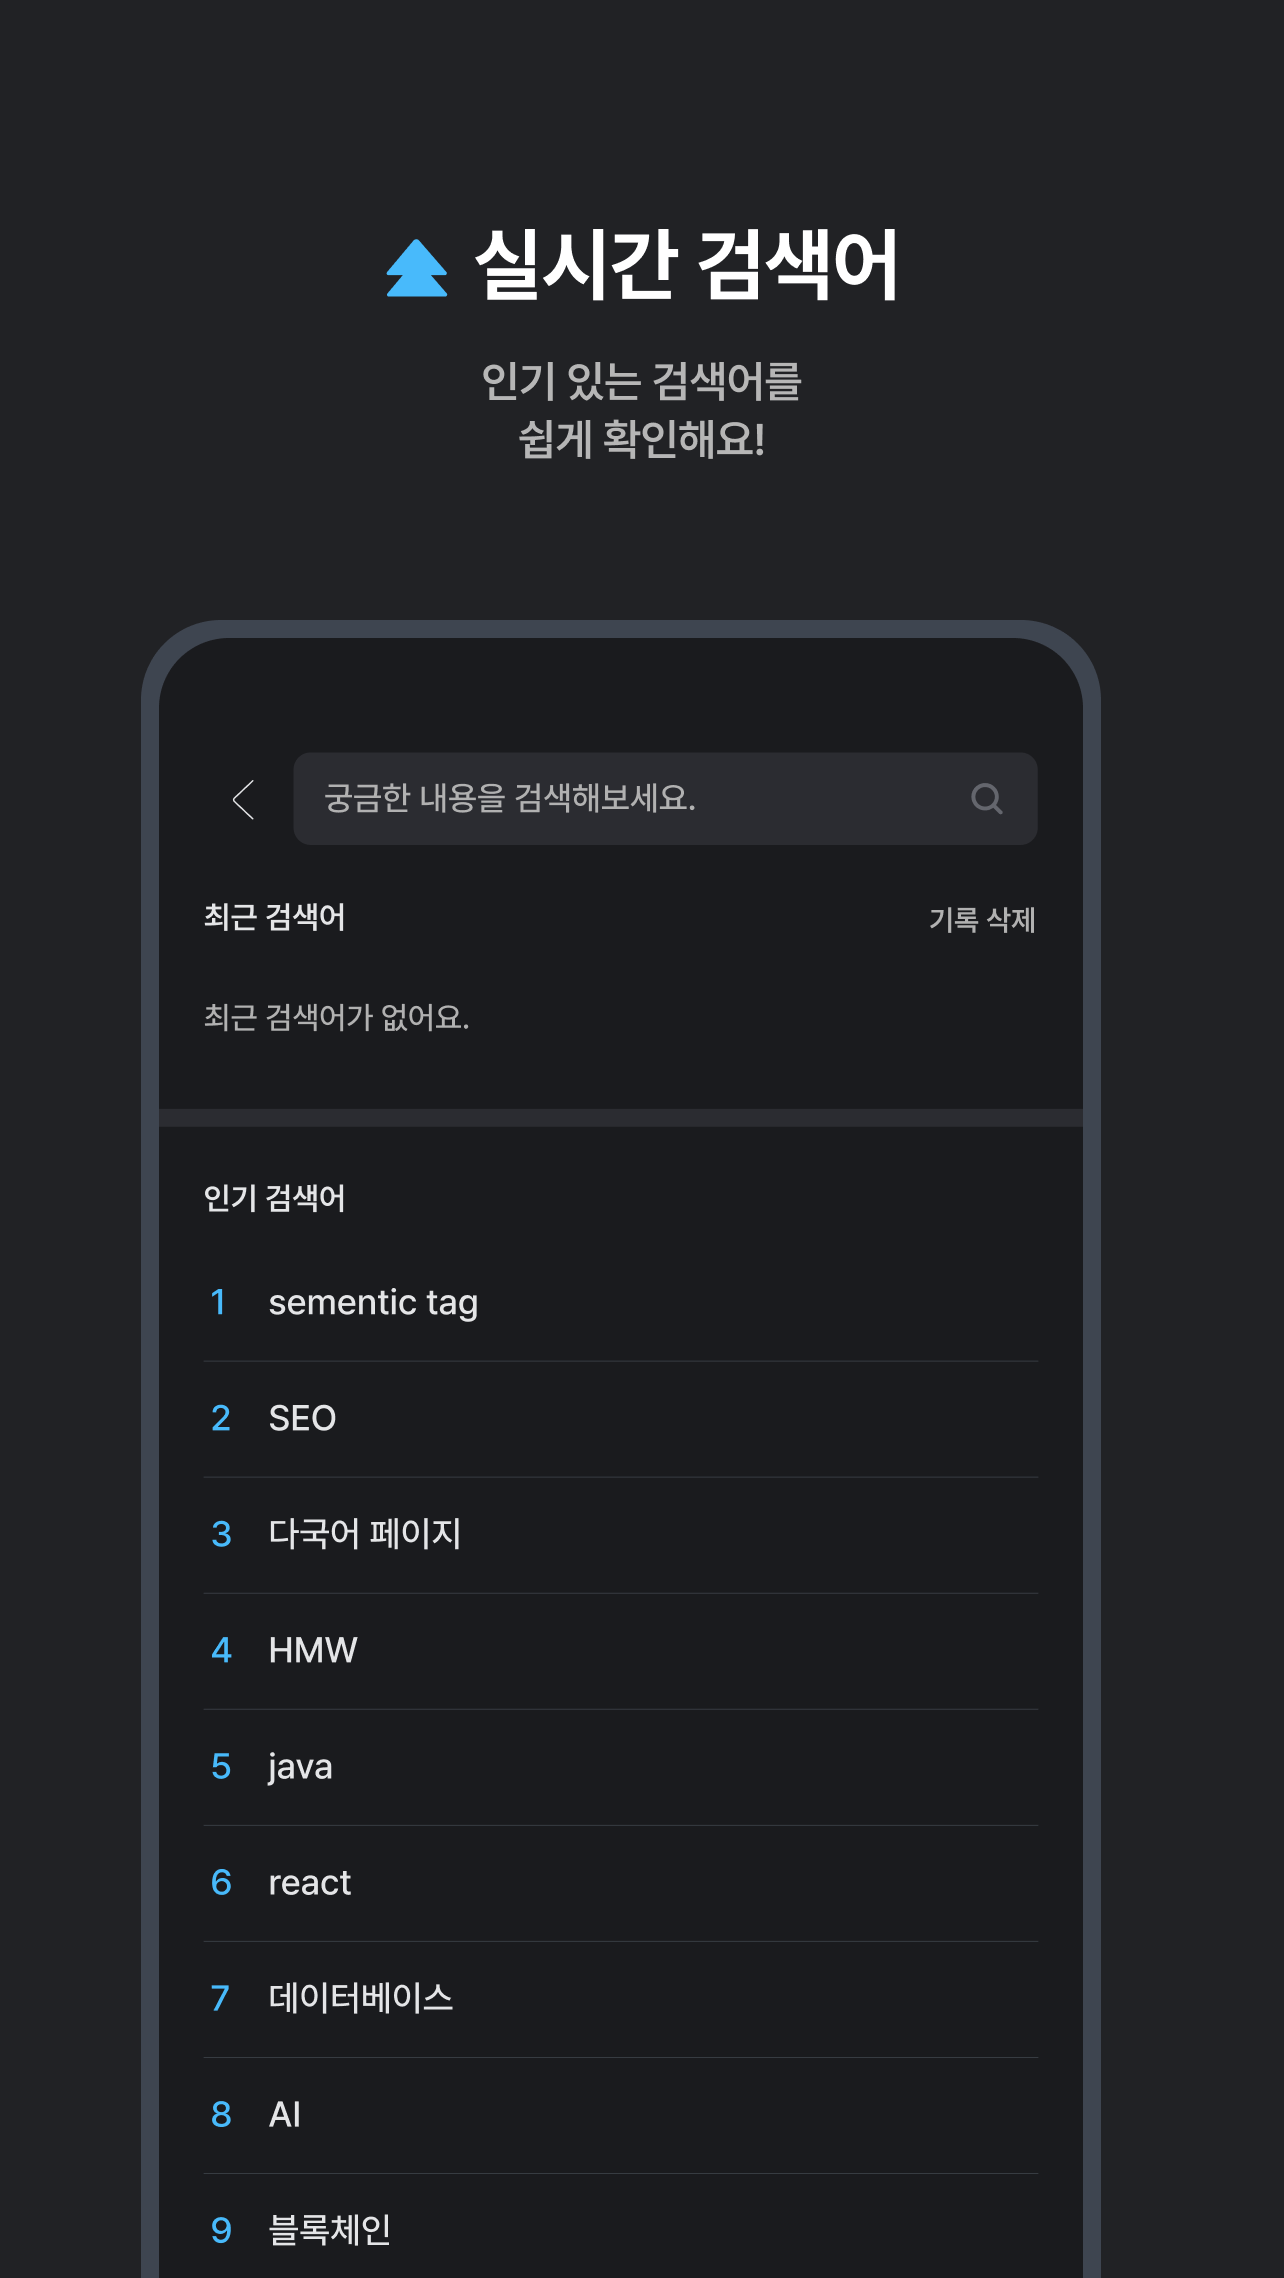 실시간 검색어
인기 있는 검색어를
쉽게 확인해요!
궁금한 내용을 검색해보세요.
최근 검색어 기록 삭제
최근 검색어가 없어요.
인기 검색어
1 sementic tag
2 SEO
3 다국어 페이지
4 HMW
5 java
6 react
7 데이터베이스
8 AI
9 블록체인